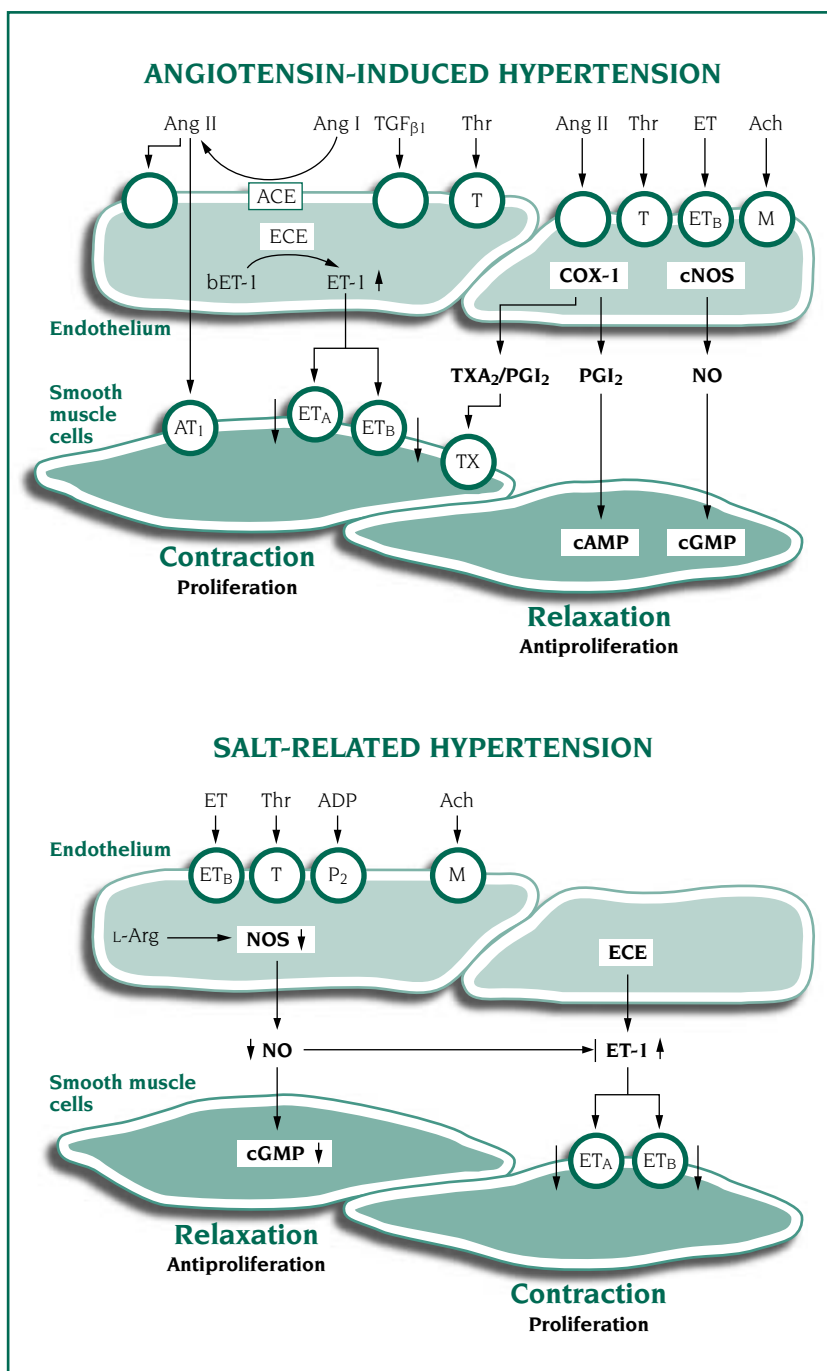 ANGIOTENSIN-INDUCED HYPERTENSION
Ang II Ang I TGFβ1 Thr Ang II Thr ET Ach
ACE T T ETB M
ECE
bET-1 ET-1
COX-1 cNOS
Endothelium
TXA2/PGI2 PGI2 NO
Smooth
muscle
cells
AT1 ETA ETB TX
cAMP cGMP
Contraction
Proliferation
Relaxation
Antiproliferation
SALT-RELATED HYPERTENSION
ET Thr ADP Ach
Endothelium
ETB T P2 M
L-Arg NOS
ECE
NO ET-1
Smooth muscle
cells
cGMP
ETA ETB
Relaxation
Antiproliferation
Contraction
Proliferation